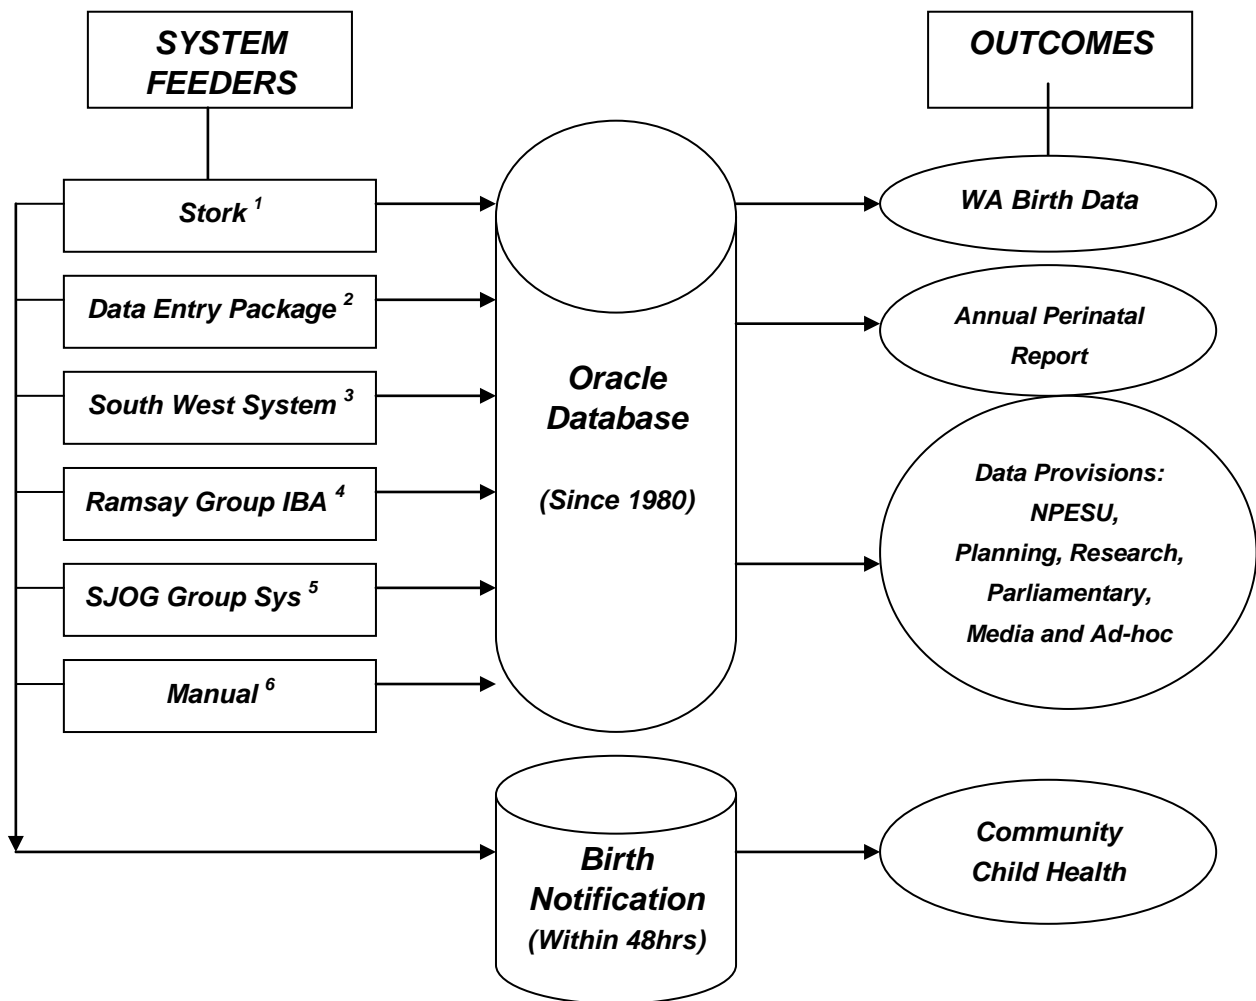 SYSTEM
FEEDERS
Stork 1
Data Entry Package 2
South West System 3
Ramsay Group IBA 4
SJOG Group Sys 5
Manual 6
Oracle
Database
(Since 1980)
Birth
Notification
(Within 48hrs)
OUTCOMES
WA Birth Data
Annual Perinatal
Report
Data Provisions:
NPESU,
Planning, Research,
Parliamentary,
Media and Ad-hoc
Community
Child Health